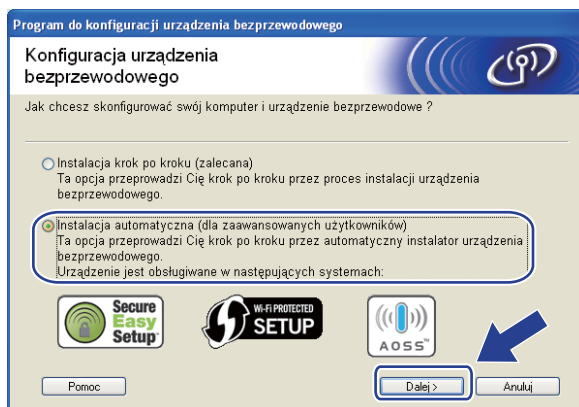 Program do konfiguracji urządzenia bezprzewodowego
Konfiguracja urządzenia
bezprzewodowego
Jak chcesz skonfigurować swój komputer i urządzenie bezprzewodowe ?
Instalacja krok po kroku (zalecana)
Ta opcja przeprowadzi Cię krok po kroku przez proces instalacji urządzenia
bezprzewodowego.
Instalacja automatyczna (dla zaawansowanych użytkowników)
Ta opcja przeprowadzi Cię krok po kroku przez automatyczny instalator urządzenia
bezprzewodowego.
Urządzenie jest obsługiwane w następujących systemach:
Secure
Easy
Setup
Wi-Fi PROTECTED
SETUP
AOSS™
Pomoc
Dalej >
Anuluj